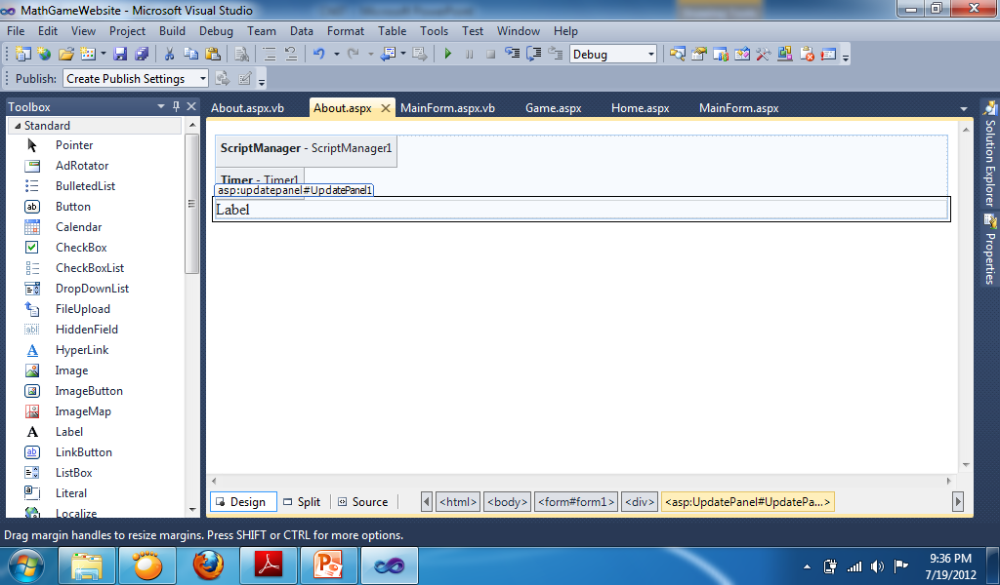 MathGameWebsite - Microsoft Visual Studio
File Edit View Project Build Debug Team Data Format Table Tools Test Window Help
Debug
Publish: Create Publish Settings
Toolbox
About.aspx.vb About.aspx MainForm.aspx.vb Game.aspx Home.aspx MainForm.aspx
Standard
Pointer
AdRotator
BulletedList
Button
Calendar
CheckBox
CheckBoxList
DropDownList
FileUpload
HiddenField
HyperLink
Image
ImageButton
ImageMap
Label
LinkButton
ListBox
Literal
Localize
ScriptManager - ScriptManager1
Timer - Timer1
asp:updatepanel#UpdatePanel1
Label
Solution Explorer
Properties
Design Split Source <html> <body> <form#form1> <div> <asp:UpdatePanel#UpdatePa...>
Drag margin handles to resize margins. Press SHIFT or CTRL for more options.
9:36 PM
7/19/2012